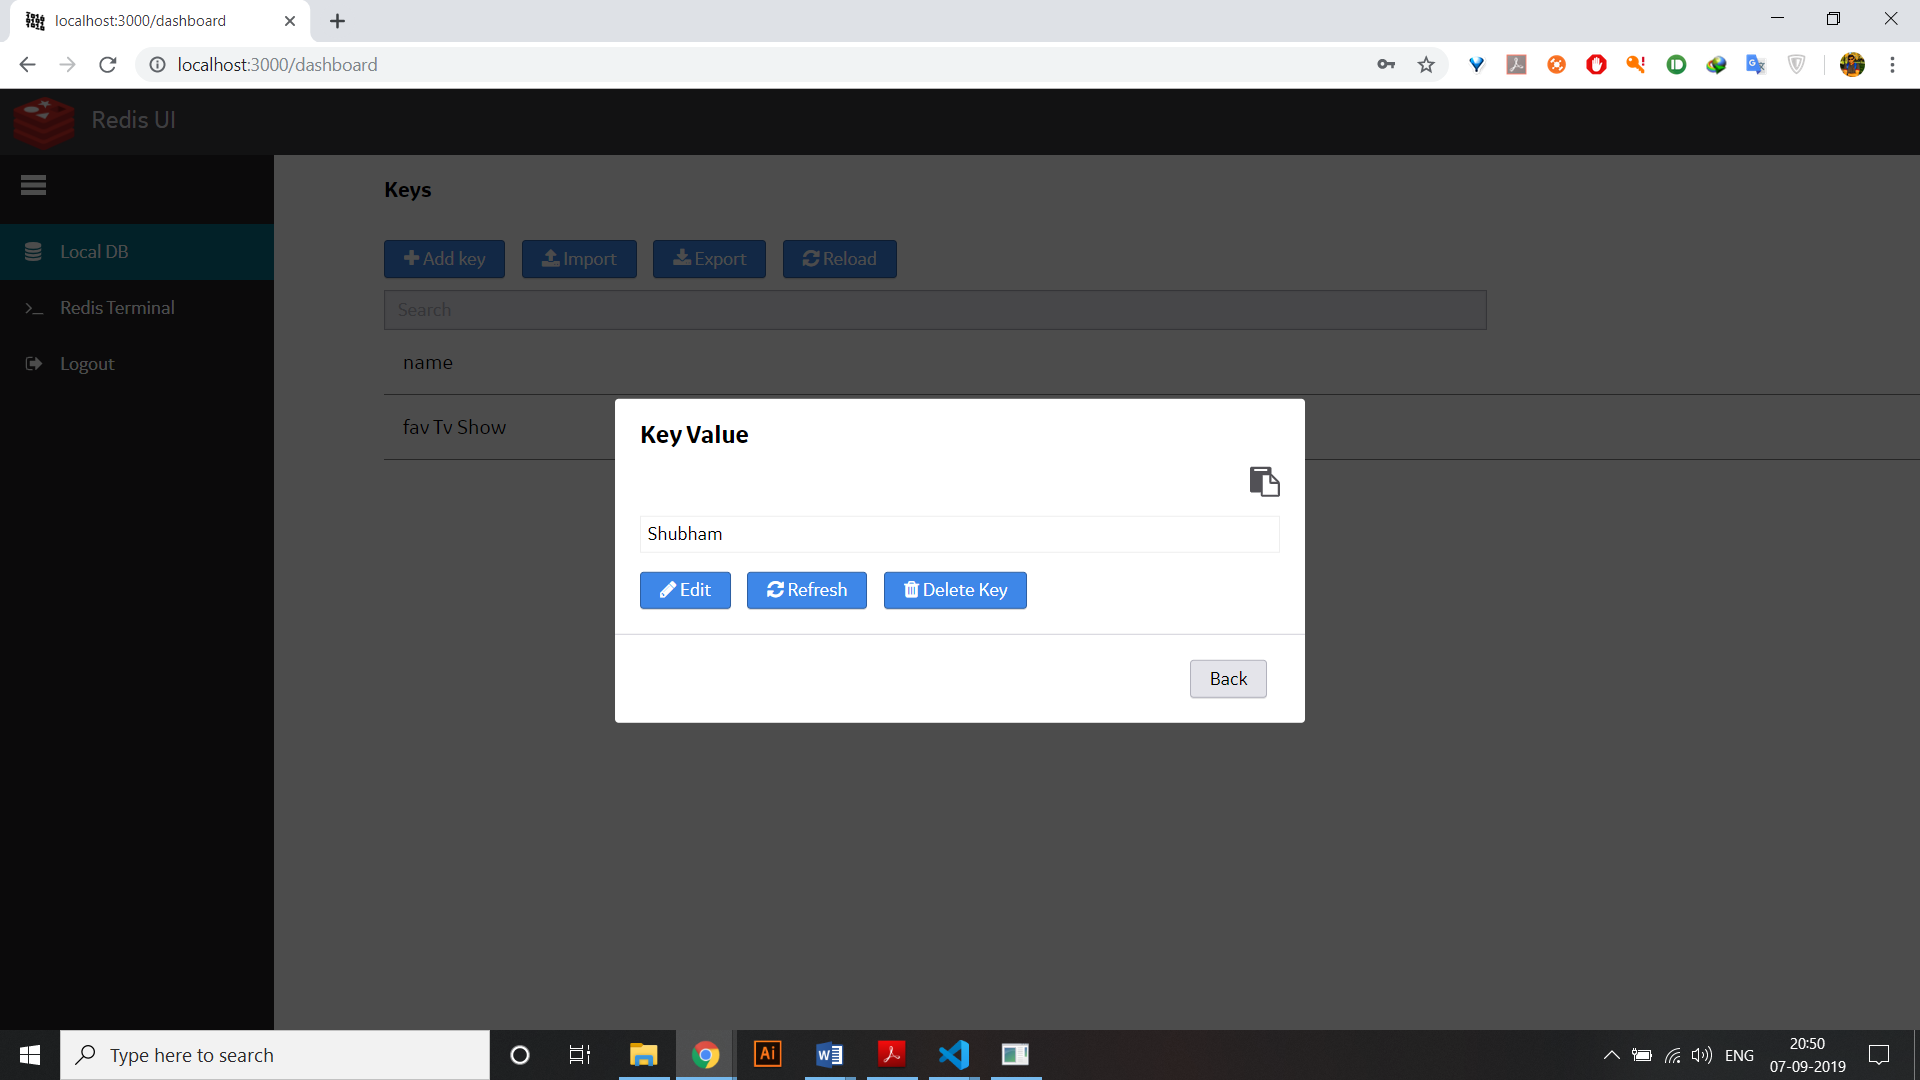 localhost:3000/dashboard
localhost:3000/dashboard
Redis UI
Keys
Local DB
Redis Terminal
Logout
Add key Import Export Reload
Search
name
fav Tv Show
Key Value
Shubham
Edit Refresh Delete Key
Back
Type here to search
Ai
ENG
20:50
07-09-2019